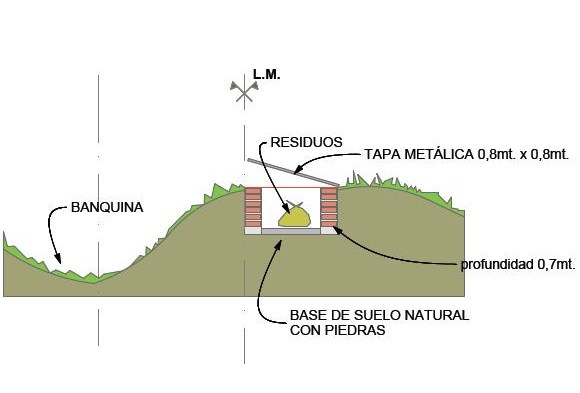 L.M.
RESIDUOS
TAPA METÁLICA 0,8mt. x 0,8mt.
BANQUINA
profundidad 0,7mt.
BASE DE SUELO NATURAL
CON PIEDRAS